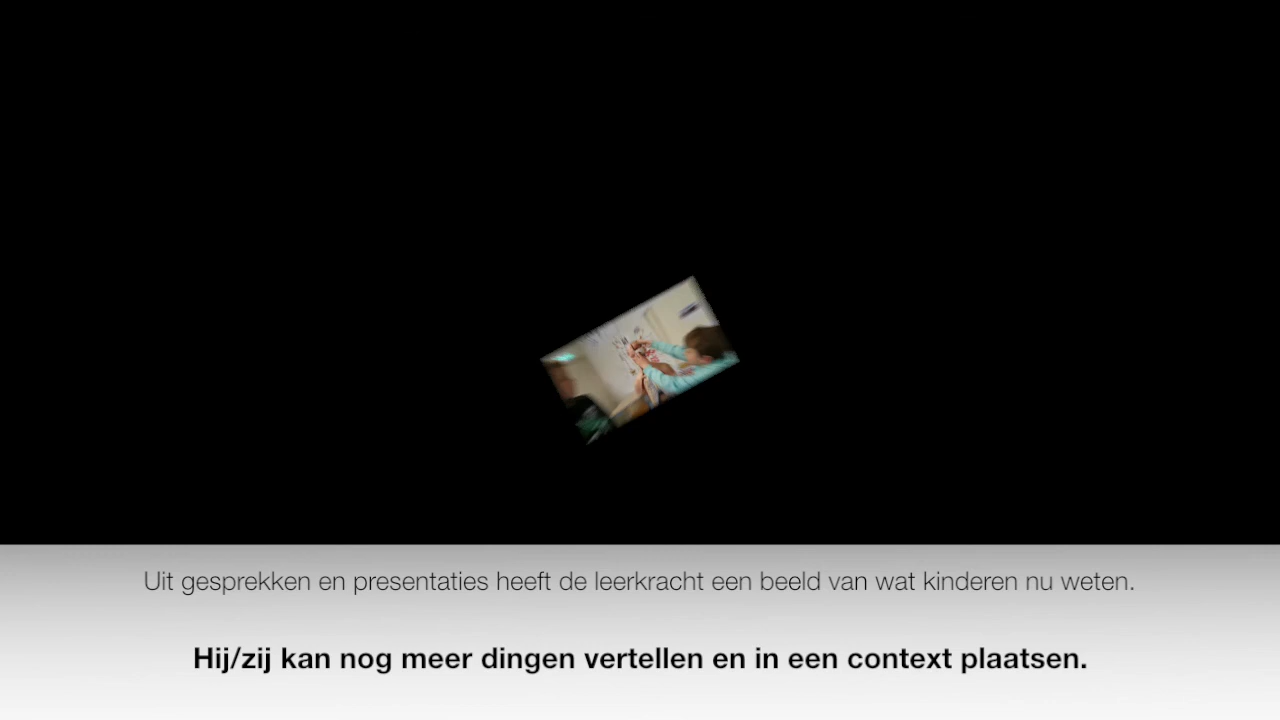 Uit gesprekken en presentaties heeft de leerkracht een beeld van wat kinderen nu weten.
Hij/zij kan nog meer dingen vertellen en in een context plaatsen.